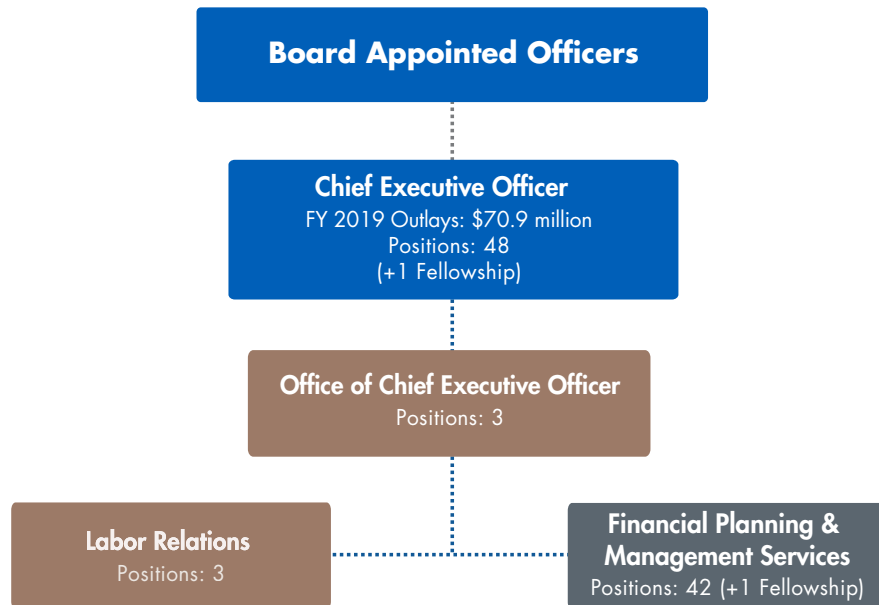 Board Appointed Officers
Chief Executive Officer
FY 2019 Outlays: $70.9 million
Positions: 48
(+1 Fellowship)
Office of Chief Executive Officer
Positions: 3
Labor Relations
Positions: 3
Financial Planning &
Management Services
Positions: 42 (+1 Fellowship)